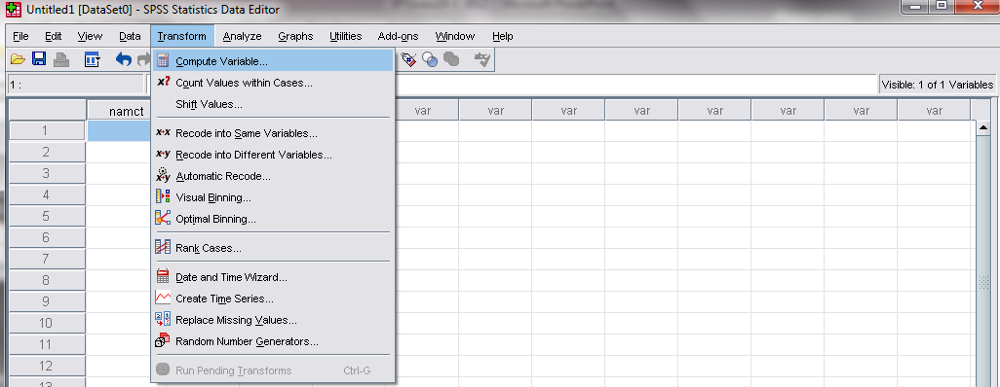 Untitled1 [DataSet0] - SPSS Statistics Data Editor
File Edit View Data Transform Analyze Graphs Utilities Add-ons Window Help
1 : Visible: 1 of 1 Variables
namct var var var var var var var var
Compute Variable...
Count Values within Cases...
Shift Values...
Recode into Same Variables...
Recode into Different Variables...
Automatic Recode...
Visual Binning...
Optimal Binning...
Rank Cases...
Date and Time Wizard...
Create Time Series...
Replace Missing Values...
Random Number Generators...
Run Pending Transforms Ctrl-G
1
2
3
4
5
6
7
8
9
10
11
12
13